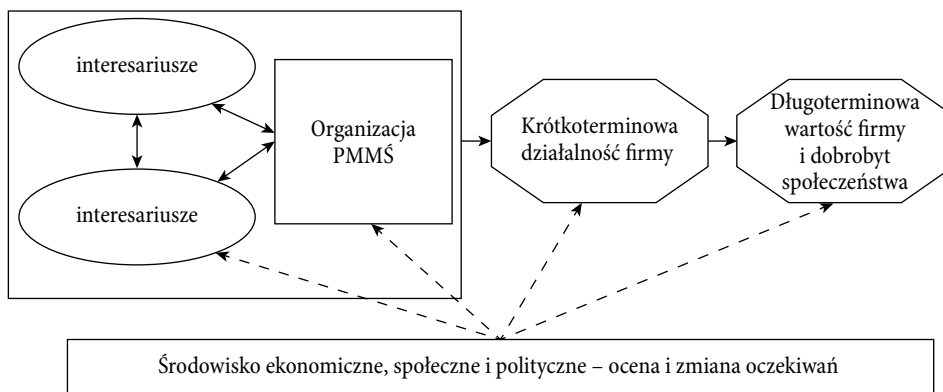 interesariusze
interesariusze
Organizacja
PMMŚ
Krótkoterminowa
działalność firmy
Długoterminowa
wartość firmy
i dobrobyt
społeczeństwa
Środowisko ekonomiczne, społeczne i polityczne – ocena i zmiana oczekiwań